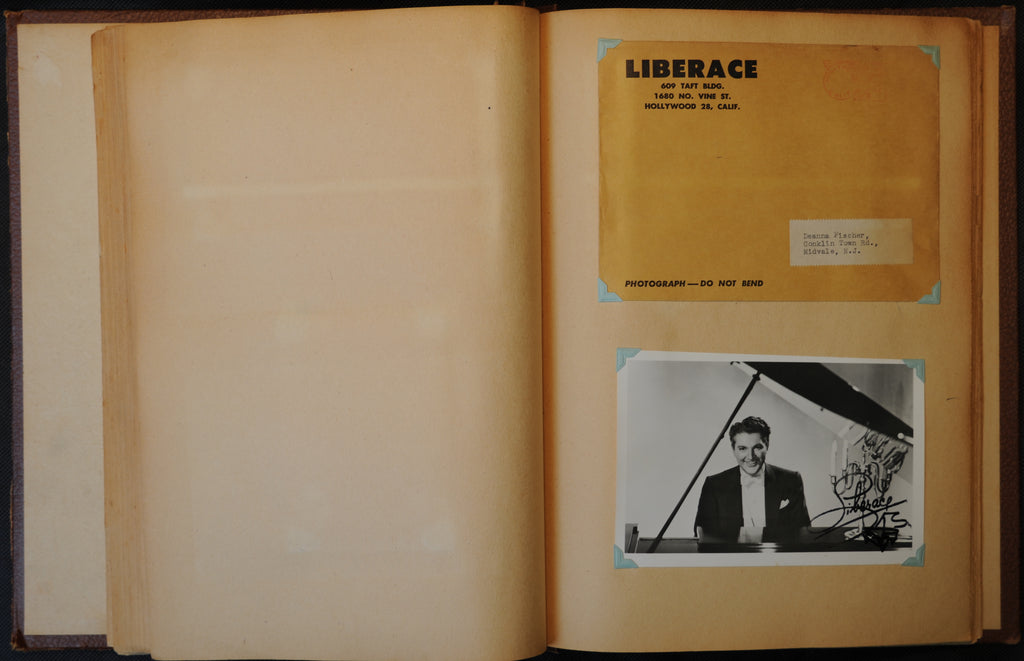 LIBERACE
609 TAFT BLDG.
1680 NO. VINE ST.
HOLLYWOOD 28, CALIF.
Deanna Fischer,
Conklin Town Rd.,
Midvale, N.J.
PHOTOGRAPH — DO NOT BEND
Liberace